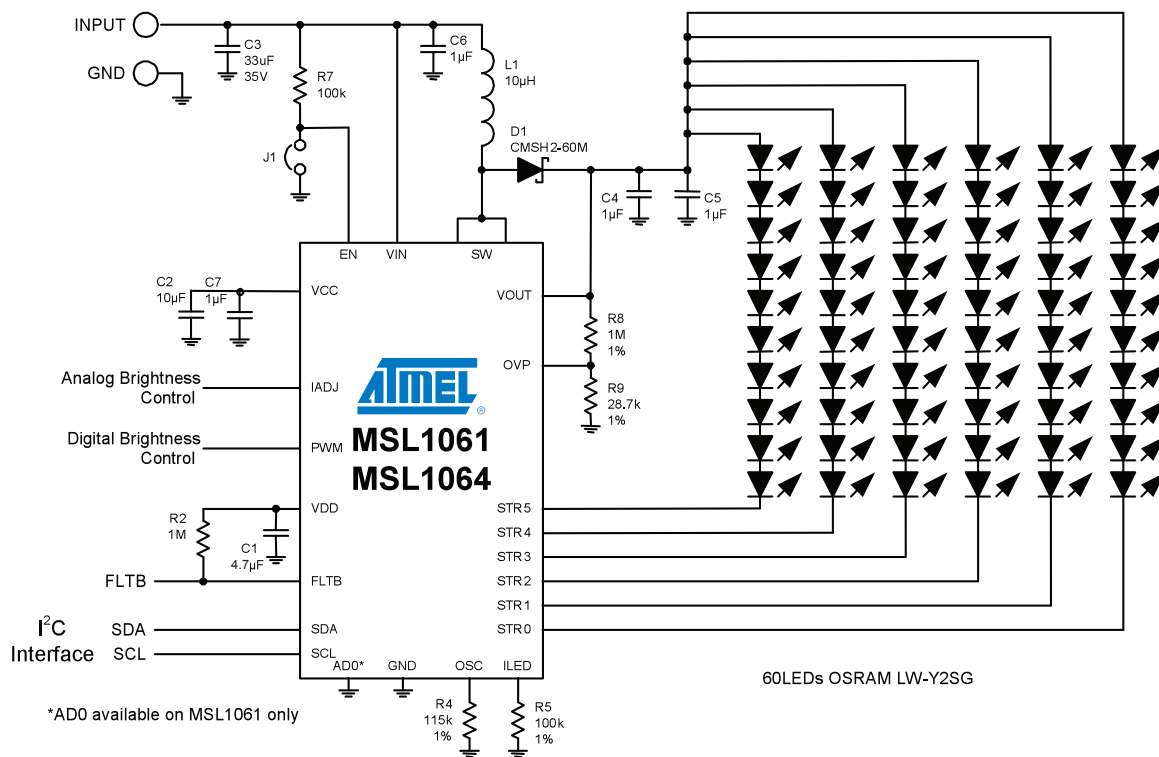 INPUT
GND
C3
33uF
35V
R7
100k
J1
C6
1µF
L1
10µH
D1
CMSH2-60M
C4
1µF
C5
1µF
EN
VIN
SW
C2
10µF
C7
1µF
VCC
VOUT
R8
1M
1%
OVP
R9
28.7k
1%
Analog Brightness
Control
IADJ
ATMEL
®
MSL1061
MSL1064
Digital Brightness
Control
PWM
R2
1M
VDD
C1
4.7µF
FLTB
FLTB
STR5
STR4
STR3
STR2
STR1
STR0
I²C
Interface
SDA
SCL
SDA
SCL
AD0*
GND
OSC
ILED
R4
115k
1%
R5
100k
1%
60LEDs OSRAM LW-Y2SG
*AD0 available on MSL1061 only